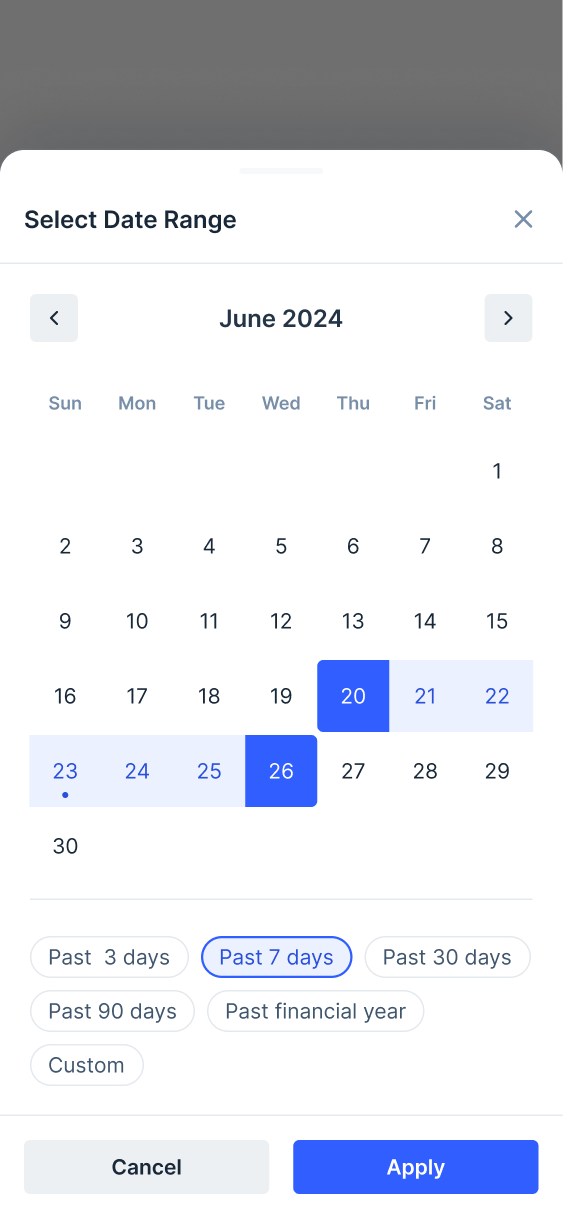 Select Date Range
June 2024
Sun Mon Tue Wed Thu Fri Sat
1
2 3 4 5 6 7 8
9 10 11 12 13 14 15
16 17 18 19 20 21 22
23 24 25 26 27 28 29
30
Past 3 days Past 7 days Past 30 days
Past 90 days Past financial year
Custom
Cancel Apply